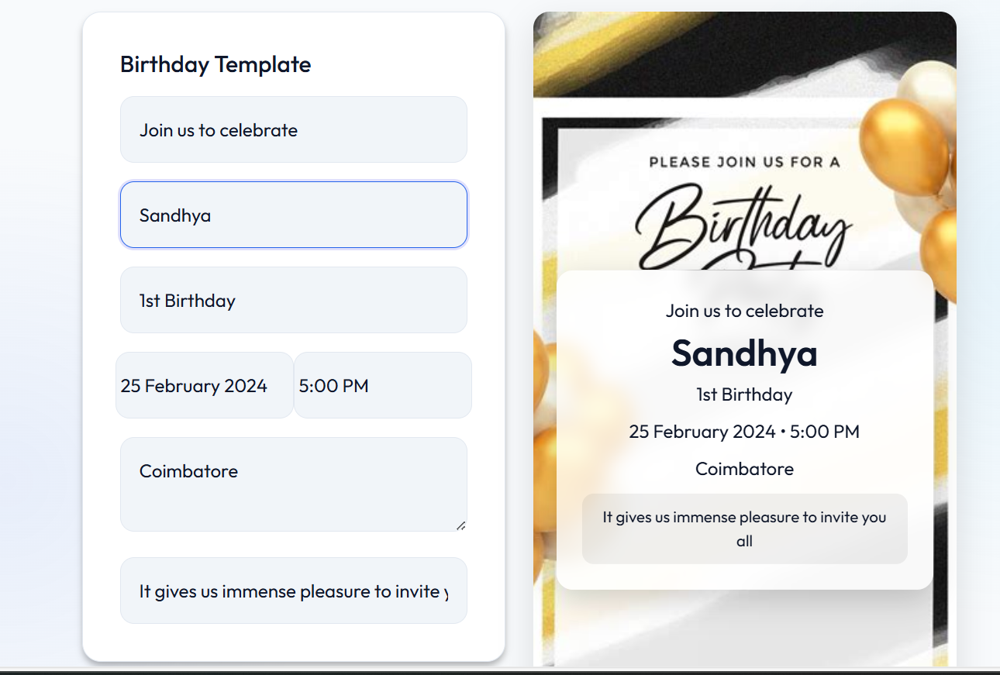 Birthday Template
Join us to celebrate
Sandhya
1st Birthday
25 February 2024
5:00 PM
Coimbatore
It gives us immense pleasure to invite
PLEASE JOIN US FOR A
Birthday
Join us to celebrate
Sandhya
1st Birthday
25 February 2024 • 5:00 PM
Coimbatore
It gives us immense pleasure to invite you
all